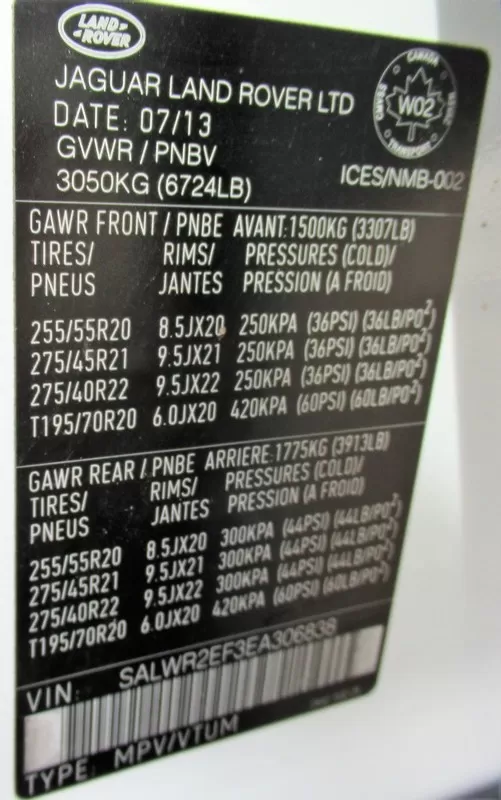 LAND-
-ROVER
JAGUAR LAND ROVER LTD
DATE: 07/13
GVWR / PNBV
3050KG (6724LB)
CANADA
W02
TRANSPORT
ICES/NMB-002
GAWR FRONT / PNBE AVANT:1500KG (3307LB)
TIRES/ RIMS/ PRESSURES (COLD)/
PNEUS JANTES PRESSION (A FROID)
255/55R20 8.5JX20 250KPA (36PSI) (36LB/PO²)
275/45R21 9.5JX21 250KPA (36PSI) (36LB/PO²)
275/40R22 9.5JX22 250KPA (36PSI) (36LB/PO²)
T195/70R20 6.0JX20 420KPA (60PSI) (60LB/PO²)
GAWR REAR / PNBE ARRIERE:1775KG (3913LB)
TIRES/ RIMS/ PRESSURES (COLD)/
PNEUS JANTES PRESSION (A FROID)
255/55R20 8.5JX20 300KPA (44PSI) (44LB/PO²)
275/45R21 9.5JX21 300KPA (44PSI) (44LB/PO²)
275/40R22 9.5JX22 300KPA (44PSI) (44LB/PO²)
T195/70R20 6.0JX20 420KPA (60PSI) (60LB/PO²)
VIN: SALWR2EF3EA306838
TYPE: MPV/VTUM